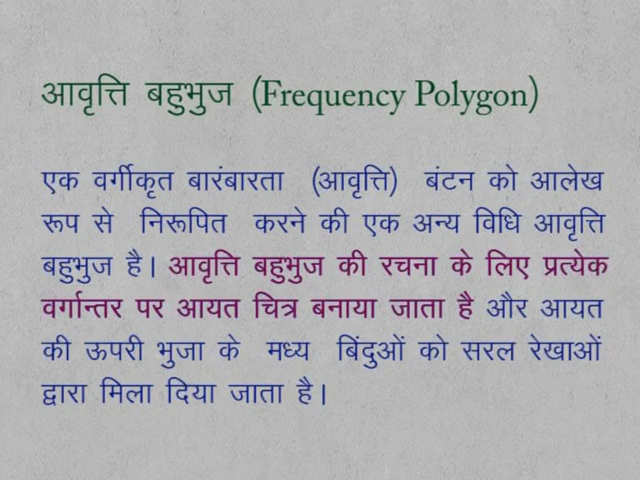 आवृत्ति बहुभुज (Frequency Polygon)
एक वर्गीकृत बारंबारता (आवृत्ति) बंटन को आलेख
रूप से निरूपित करने की एक अन्य विधि आवृत्ति
बहुभुज है। आवृत्ति बहुभुज की रचना के लिए प्रत्येक
वर्गान्तर पर आयत चित्र बनाया जाता है और आयत
की ऊपरी भुजा के मध्य बिंदुओं को सरल रेखाओं
द्वारा मिला दिया जाता है।